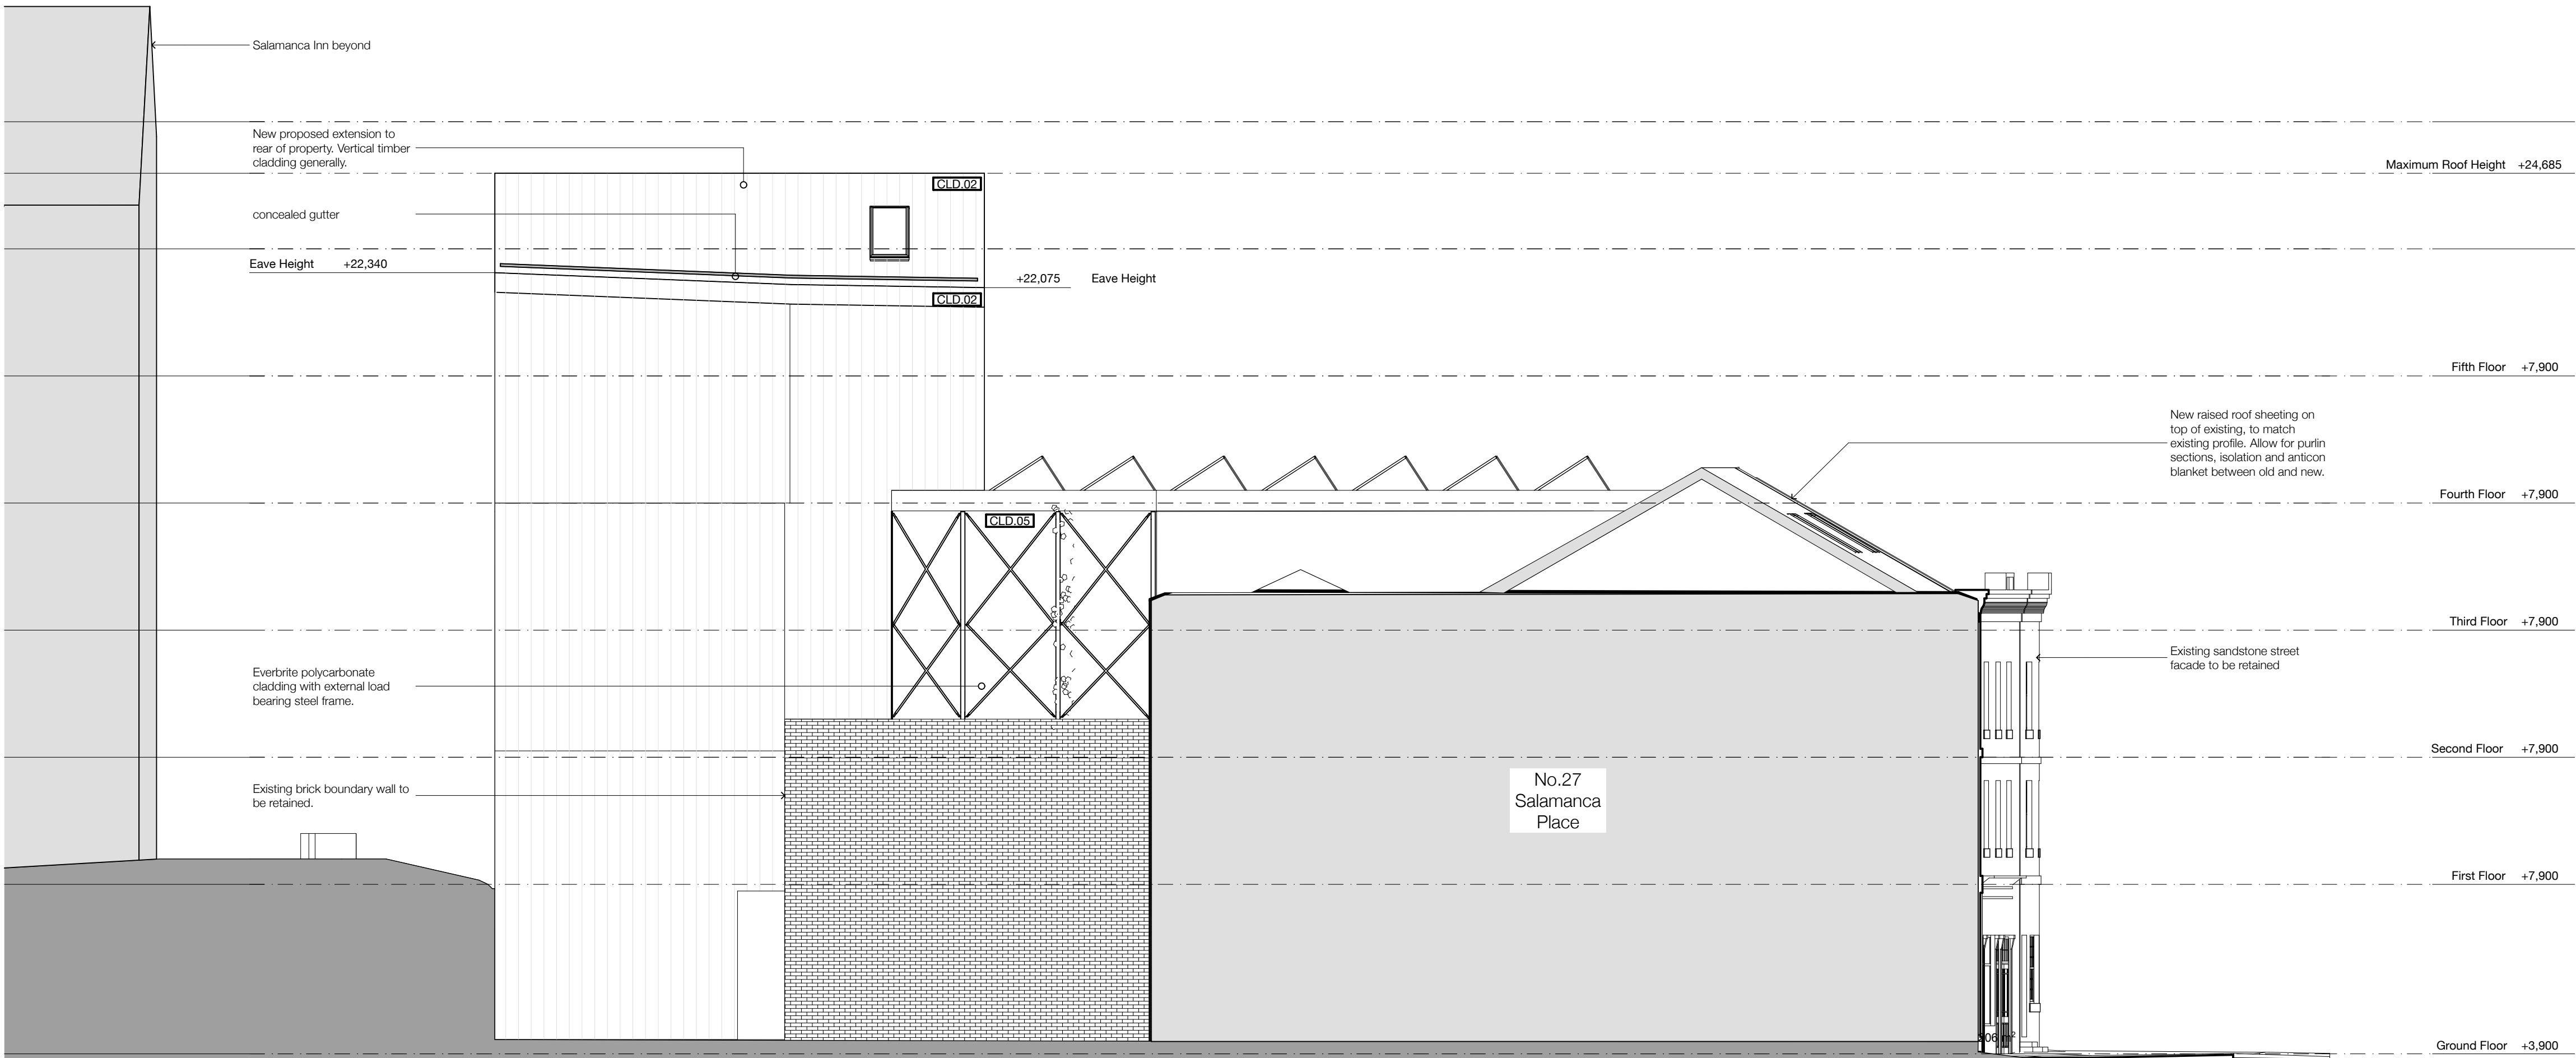 Salamanca Inn beyond
New proposed extension to
rear of property. Vertical timber
cladding generally.
CLD.02
Maximum Roof Height +24,685
concealed gutter
Eave Height +22,340
+22,075 Eave Height
CLD.02
Fifth Floor +7,900
New raised roof sheeting on
top of existing, to match
existing profile. Allow for purlin
sections, isolation and anticon
blanket between old and new.
Fourth Floor +7,900
CLD.05
Third Floor +7,900
Existing sandstone street
facade to be retained
Everbrite polycarbonate
cladding with external load
bearing steel frame.
Second Floor +7,900
No.27
Salamanca
Place
Existing brick boundary wall to
be retained.
First Floor +7,900
Ground Floor +3,900